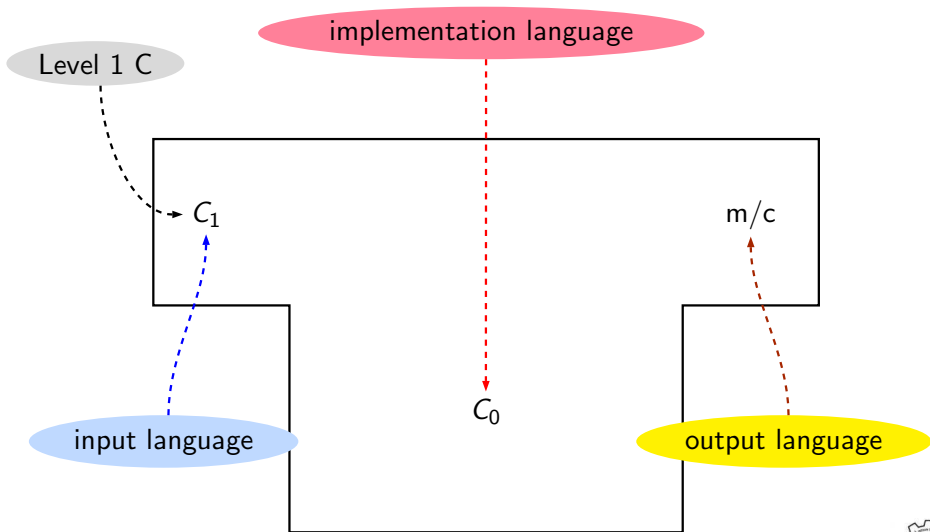 implementation language
Level 1 C
C₁
m/c
C₀
input language
output language